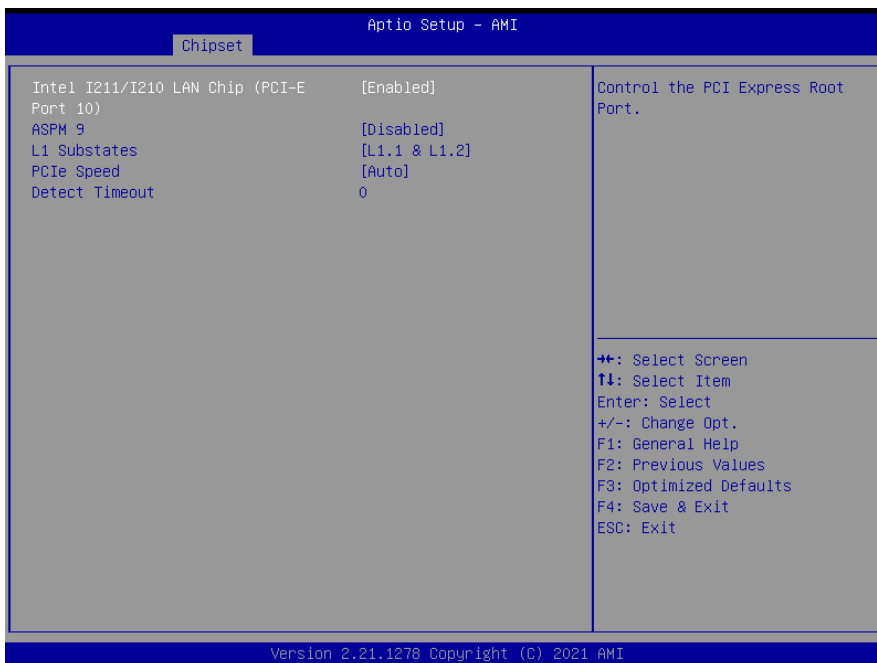 Aptio Setup – AMI
Chipset
Intel I211/I210 LAN Chip (PCI-E [Enabled]
Port 10)
ASPM 9 [Disabled]
L1 Substates [L1.1 & L1.2]
PCIe Speed [Auto]
Detect Timeout 0
Control the PCI Express Root
Port.
→←: Select Screen
↑↓: Select Item
Enter: Select
+/-: Change Opt.
F1: General Help
F2: Previous Values
F3: Optimized Defaults
F4: Save & Exit
ESC: Exit
Version 2.21.1278 Copyright (C) 2021 AMI